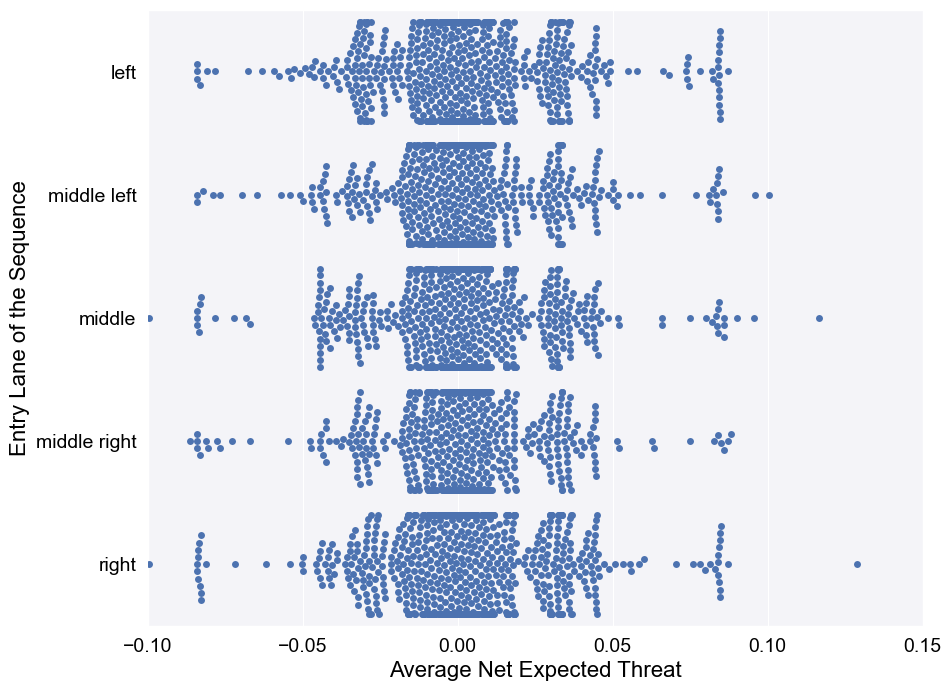 left
middle left
middle
middle right
right
Entry Lane of the Sequence
−0.10 −0.05 0.00 0.05 0.10 0.15
Average Net Expected Threat